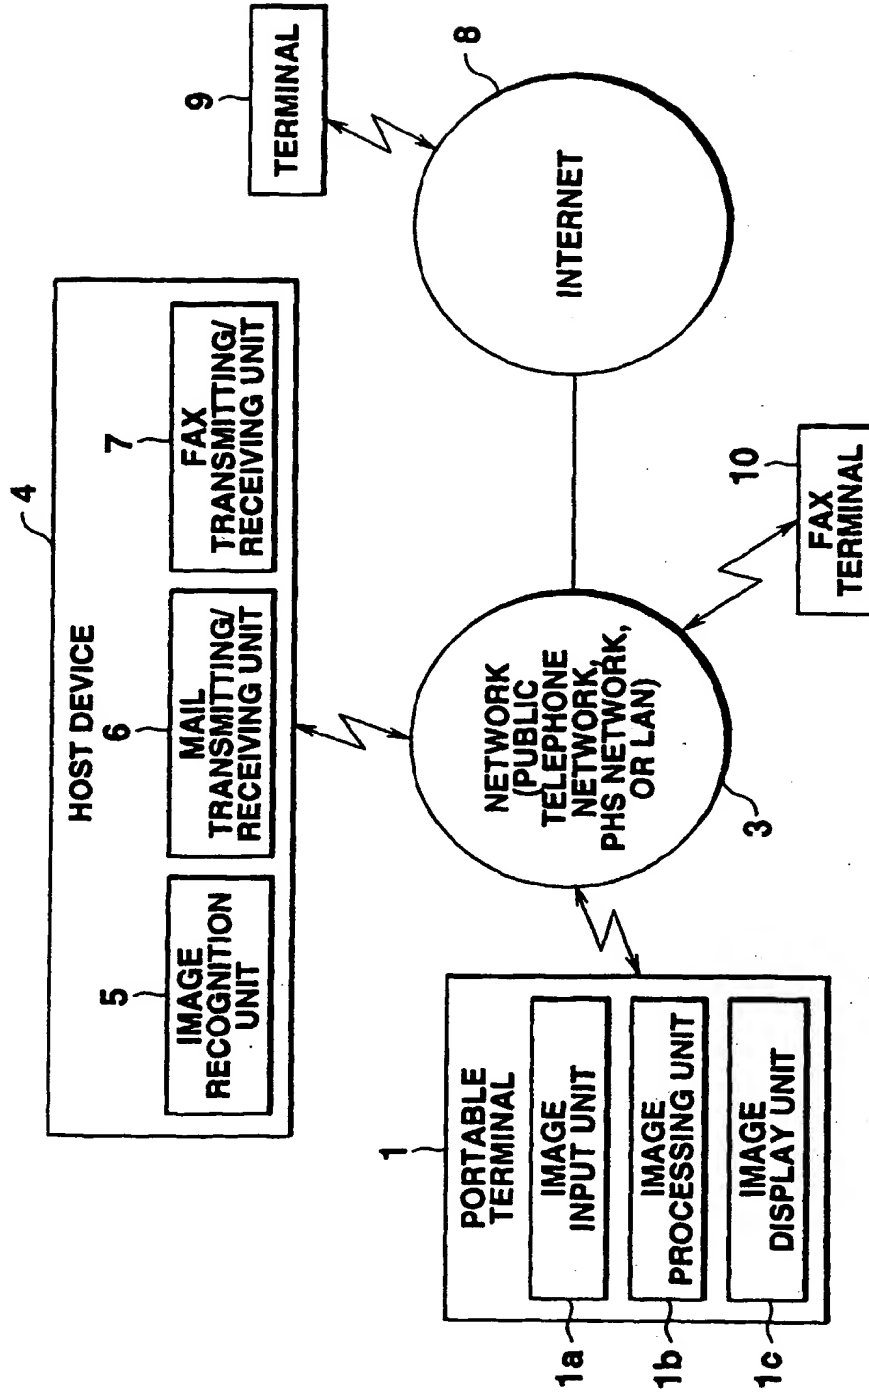 4
HOST DEVICE
5
IMAGE
RECOGNITION
UNIT
6
MAIL
TRANSMITTING/
RECEIVING UNIT
7
FAX
TRANSMITTING/
RECEIVING UNIT
9
TERMINAL
1
PORTABLE
TERMINAL
1a
IMAGE
INPUT UNIT
1b
IMAGE
PROCESSING UNIT
1c
IMAGE
DISPLAY UNIT
NETWORK
(PUBLIC
TELEPHONE
NETWORK,
PHS NETWORK,
OR LAN)
3
INTERNET
8
10
FAX
TERMINAL